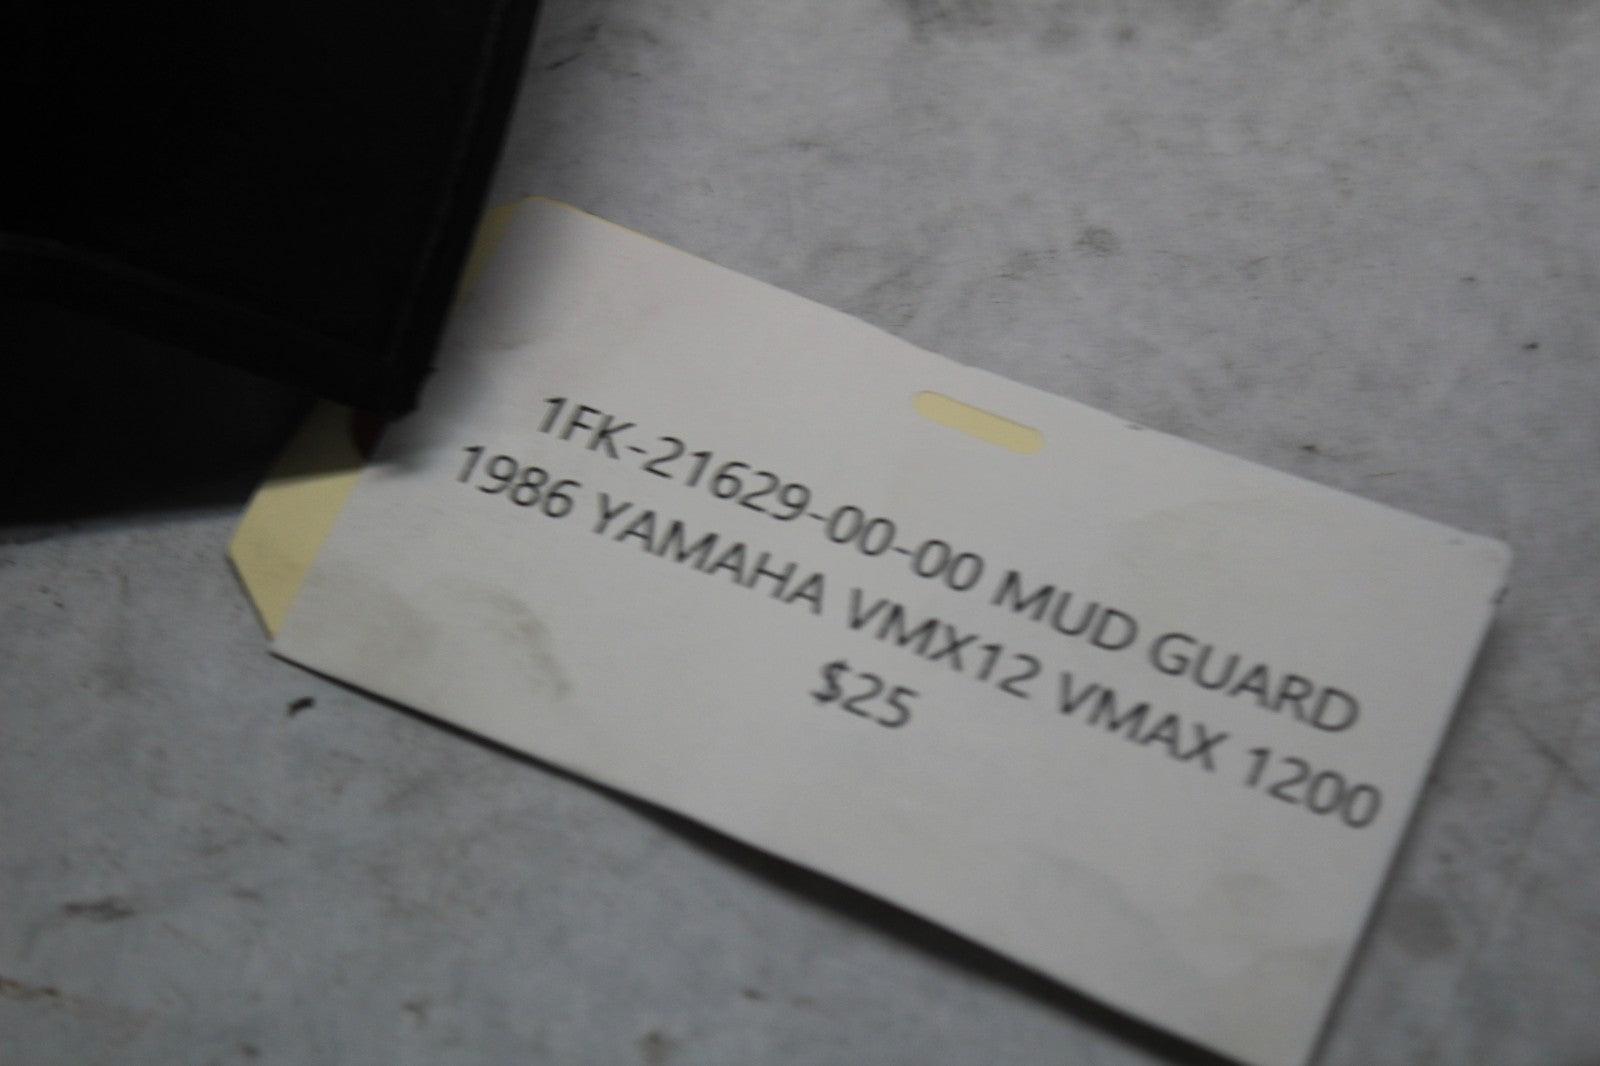 1FK-21629-00-00 MUD GUARD
1986 YAMAHA VMX12 VMAX 1200
$25